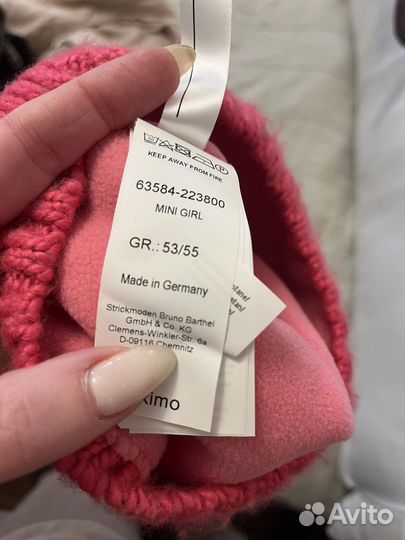 KEEP AWAY FROM FIRE
63584-223800
MINI GIRL
GR.: 53/55
Made in Germany
Strickmoden Bruno Barthel
GmbH & Co. KG
Clemens-Winkler-Str. 6a
D-09116 Chemnitz
imo
Avito